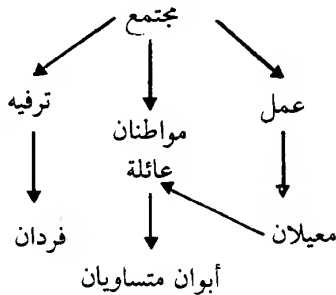 مجتمع
عمل
ترفيه
مواطنان
عائلة
معيلان
فردان
أبوان متساويان